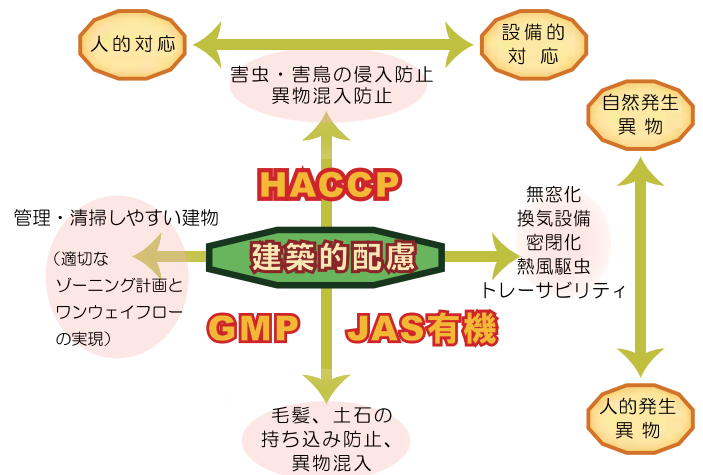 人的対応
設備的
対応
害虫・害鳥の侵入防止
異物混入防止
自然発生
異物
HACCP
管理・清掃しやすい建物
（適切な
ゾーニング計画と
ワンウェイフロー
の実現）
建築的配慮
無窓化
換気設備
密閉化
熱風駆虫
トレーサビリティ
GMP
JAS有機
人的発生
異物
毛髪、土石の
持ち込み防止、
異物混入